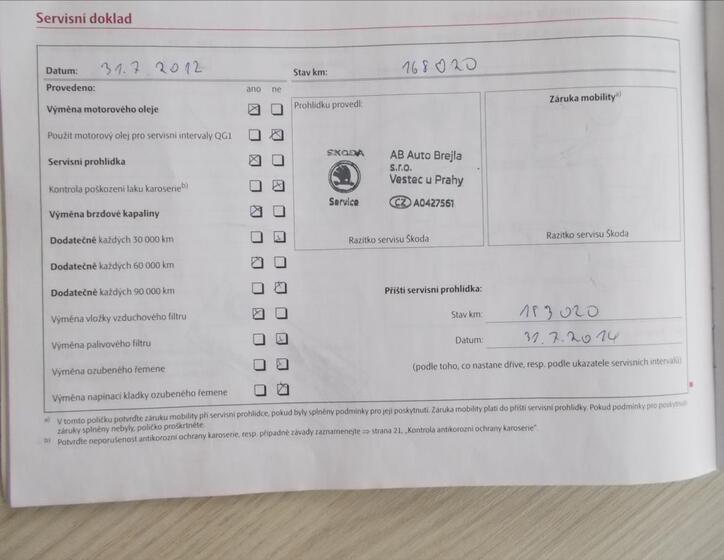 Servisní doklad
Datum: 31.7 2012
Stav km: 168 020
Provedeno: ano ne
Výměna motorového oleje
Použit motorový olej pro servisní intervaly QG1
Servisní prohlídka
Kontrola poškození laku karoserie b)
Výměna brzdové kapaliny
Dodatečně každých 30 000 km
Dodatečně každých 60 000 km
Dodatečně každých 90 000 km
Výměna vložky vzduchového filtru
Výměna palivového filtru
Výměna ozubeného řemene
Výměna napínací kladky ozubeného řemene
Prohlídku provedl:
ŠKODA
Service
AB Auto Brejla
s.r.o.
Vestec u Prahy
CZ A0427561
Razítko servisu Škoda
Záruka mobility a)
Razítko servisu Škoda
Příští servisní prohlídka:
Stav km: 183 020
Datum: 31.7.2014
(podle toho, co nastane dříve, resp. podle ukazatele servisních intervalů)
a) V tomto políčku potvrďte záruku mobility při servisní prohlídce, pokud byly splněny podmínky pro její poskytnutí. Záruka mobility platí do příští servisní prohlídky. Pokud podmínky pro poskytnutí
záruky splněny nebyly, políčko proškrtněte.
b) Potvrďte neporušenost antikorozní ochrany karoserie, resp. případné závady zaznamenejte ⇒ strana 21, „Kontrola antikorozní ochrany karoserie".